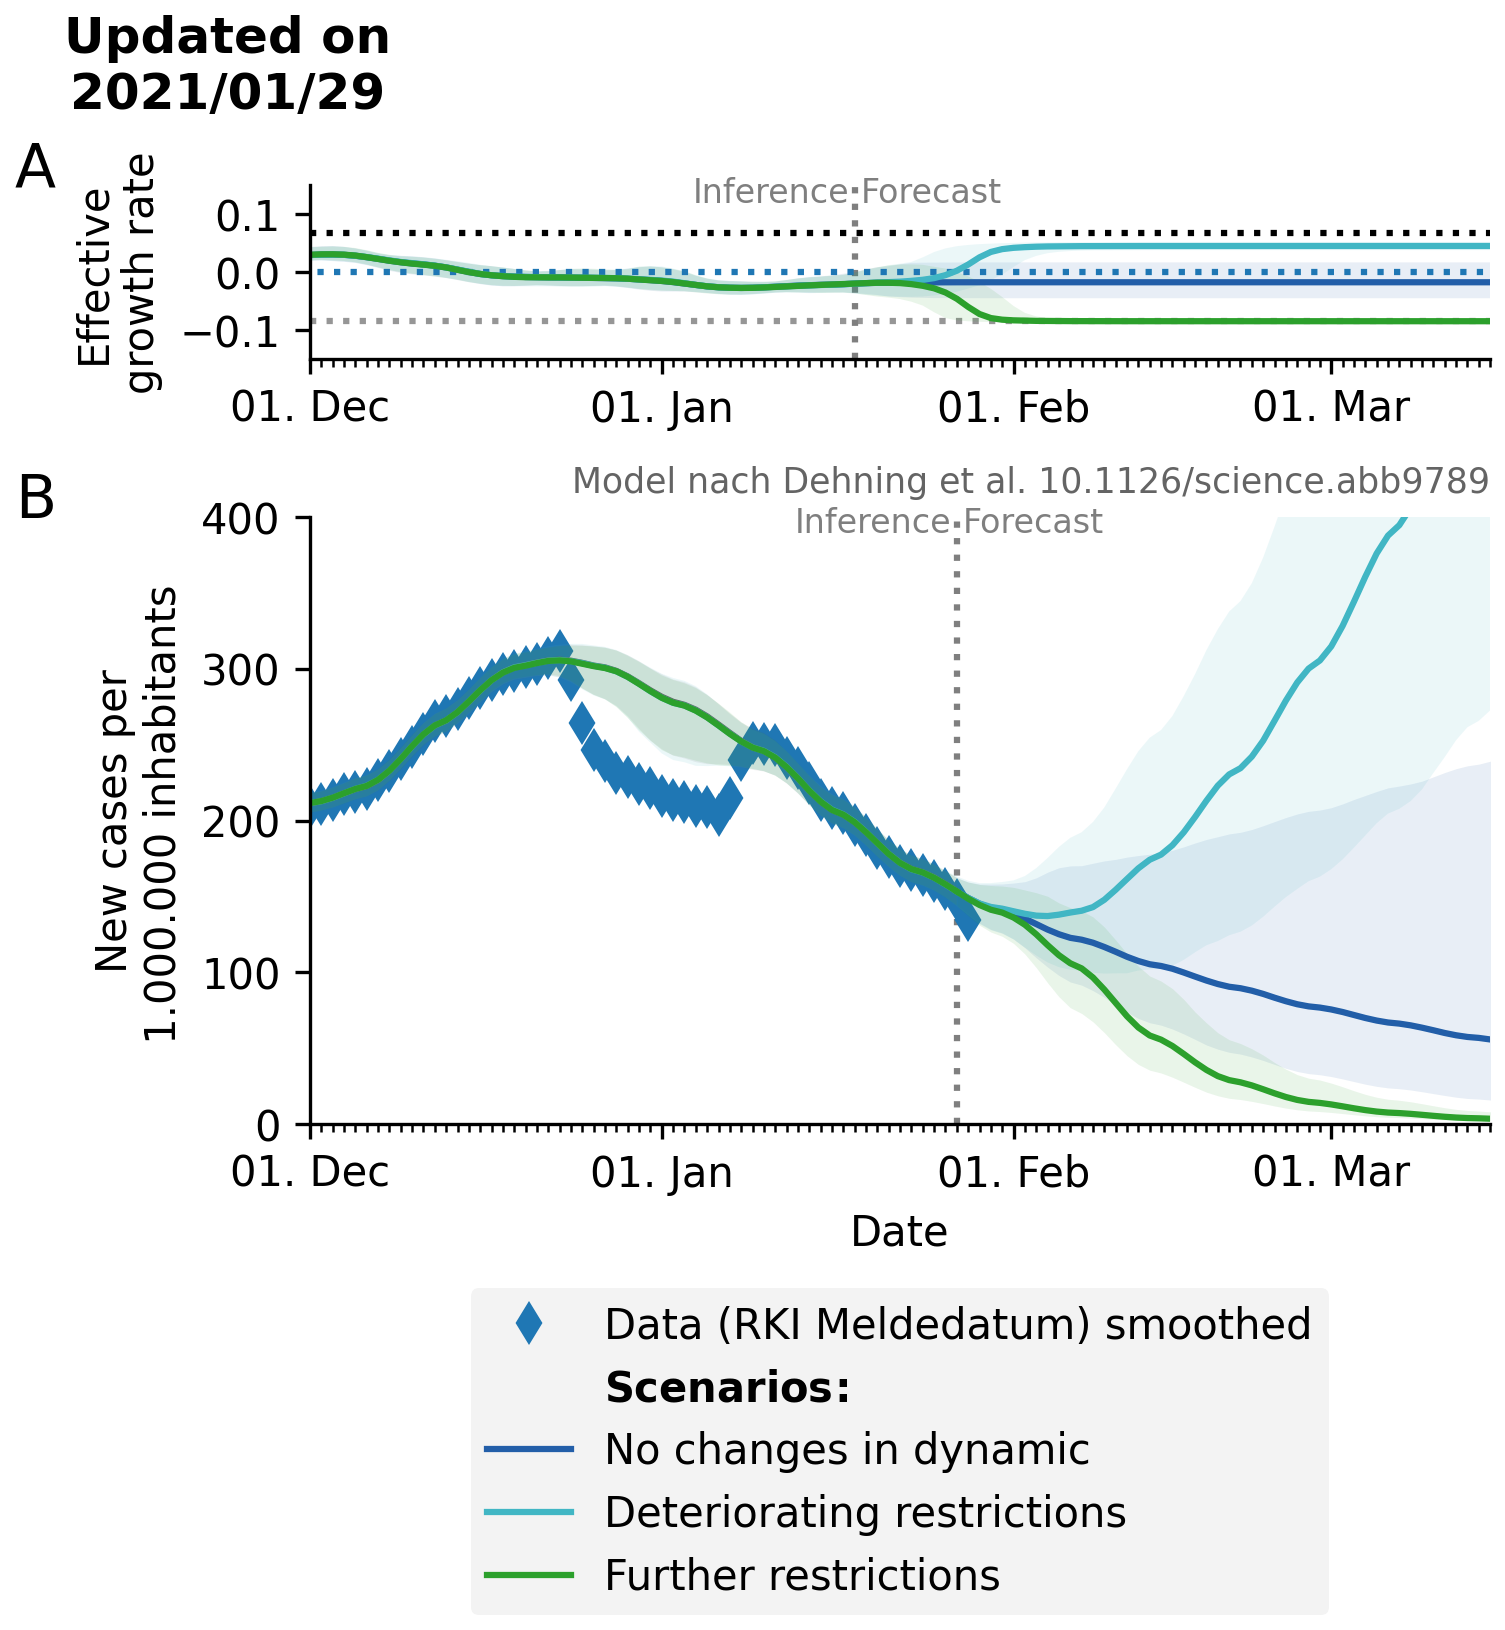 Updated on
2021/01/29
A
Effective
growth rate
Inference Forecast
0.1
0.0
−0.1
01. Dec 01. Jan 01. Feb 01. Mar
B
Model nach Dehning et al. 10.1126/science.abb9789
Inference Forecast
New cases per
1.000.000 inhabitants
400
300
200
100
0
01. Dec 01. Jan 01. Feb 01. Mar
Date
Data (RKI Meldedatum) smoothed
Scenarios:
No changes in dynamic
Deteriorating restrictions
Further restrictions